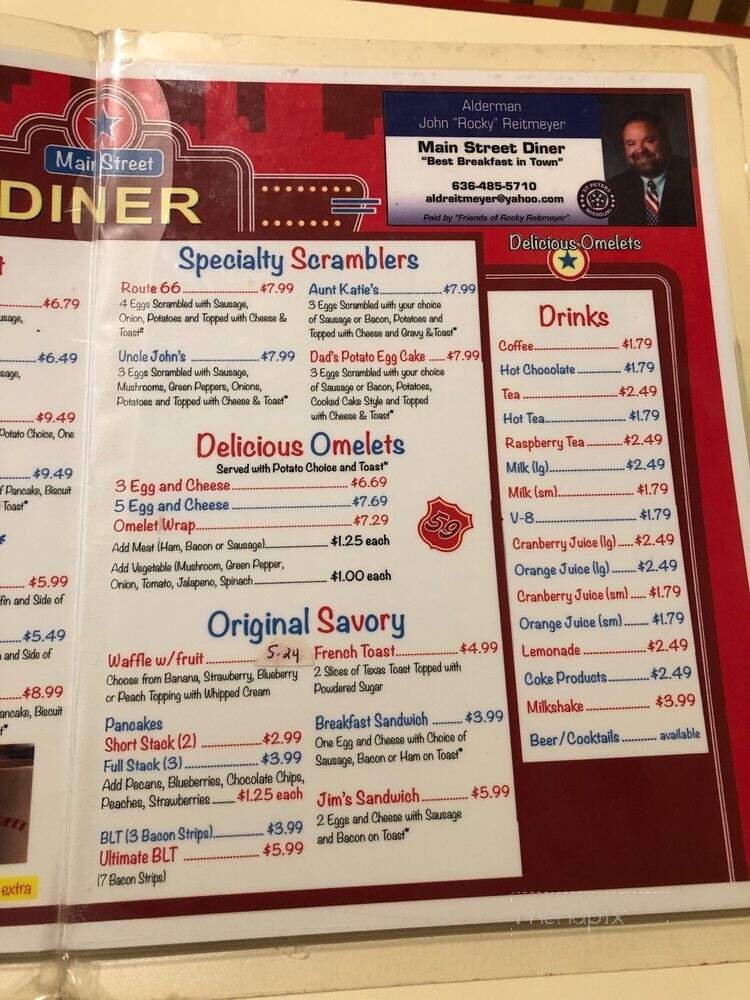 Main Street
DINER
Alderman
John "Rocky" Reitmeyer
Main Street Diner
"Best Breakfast in Town"
636-485-5710
aldreitmeyer@yahoo.com
Paid by "Friends of Rocky Reitmeyer"
ST. PETERS
MISSOURI
$6.79
usage,
$6.49
sage,
$9.49
Potato Choice, One
$9.49
f Pancake, Biscuit
Toast*
$5.99
fin and Side of
$5.49
and Side of
$8.99
ancake, Biscuit
extra
Specialty Scramblers
Route 66 $7.99
4 Eggs Scrambled with Sausage,
Onion, Potatoes and Topped with Cheese &
Toast*
Aunt Katie's $7.99
3 Eggs Scrambled with your choice
of Sausage or Bacon, Potatoes and
Topped with Cheese and Gravy & Toast*
Uncle John's $7.99
3 Eggs Scrambled with Sausage,
Mushrooms, Green Peppers, Onions,
Potatoes and Topped with Cheese & Toast*
Dad's Potato Egg Cake $7.99
3 Eggs Scrambled with your choice
of Sausage or Bacon, Potatoes,
Cooked Cake Style and Topped
with Cheese & Toast*
Delicious Omelets
Served with Potato Choice and Toast*
3 Egg and Cheese $6.69
5 Egg and Cheese $7.69
Omelet Wrap $7.29
Add Meat (Ham, Bacon or Sausage) $1.25 each
Add Vegetable (Mushroom, Green Pepper,
Onion, Tomato, Jalapeno, Spinach $1.00 each
59
Original Savory
Waffle w/fruit 5.24
Choose from Banana, Strawberry, Blueberry
or Peach Topping with Whipped Cream
French Toast $4.99
2 Slices of Texas Toast Topped with
Powdered Sugar
Pancakes
Short Stack (2) $2.99
Full Stack (3) $3.99
Add Pecans, Blueberries, Chocolate Chips,
Peaches, Strawberries $1.25 each
BLT (3 Bacon Strips) $3.99
Ultimate BLT $5.99
(7 Bacon Strips)
Breakfast Sandwich $3.99
One Egg and Cheese with Choice of
Sausage, Bacon or Ham on Toast*
Jim's Sandwich $5.99
2 Eggs and Cheese with Sausage
and Bacon on Toast*
Delicious Omelets
Drinks
Coffee $1.79
Hot Chocolate $1.79
Tea $2.49
Hot Tea $1.79
Raspberry Tea $2.49
Milk (lg) $2.49
Milk (sm) $1.79
V-8 $1.79
Cranberry Juice (lg) $2.49
Orange Juice (lg) $2.49
Cranberry Juice (sm) $1.79
Orange Juice (sm) $1.79
Lemonade $2.49
Coke Products $2.49
Milkshake $3.99
Beer/Cocktails available
menupix